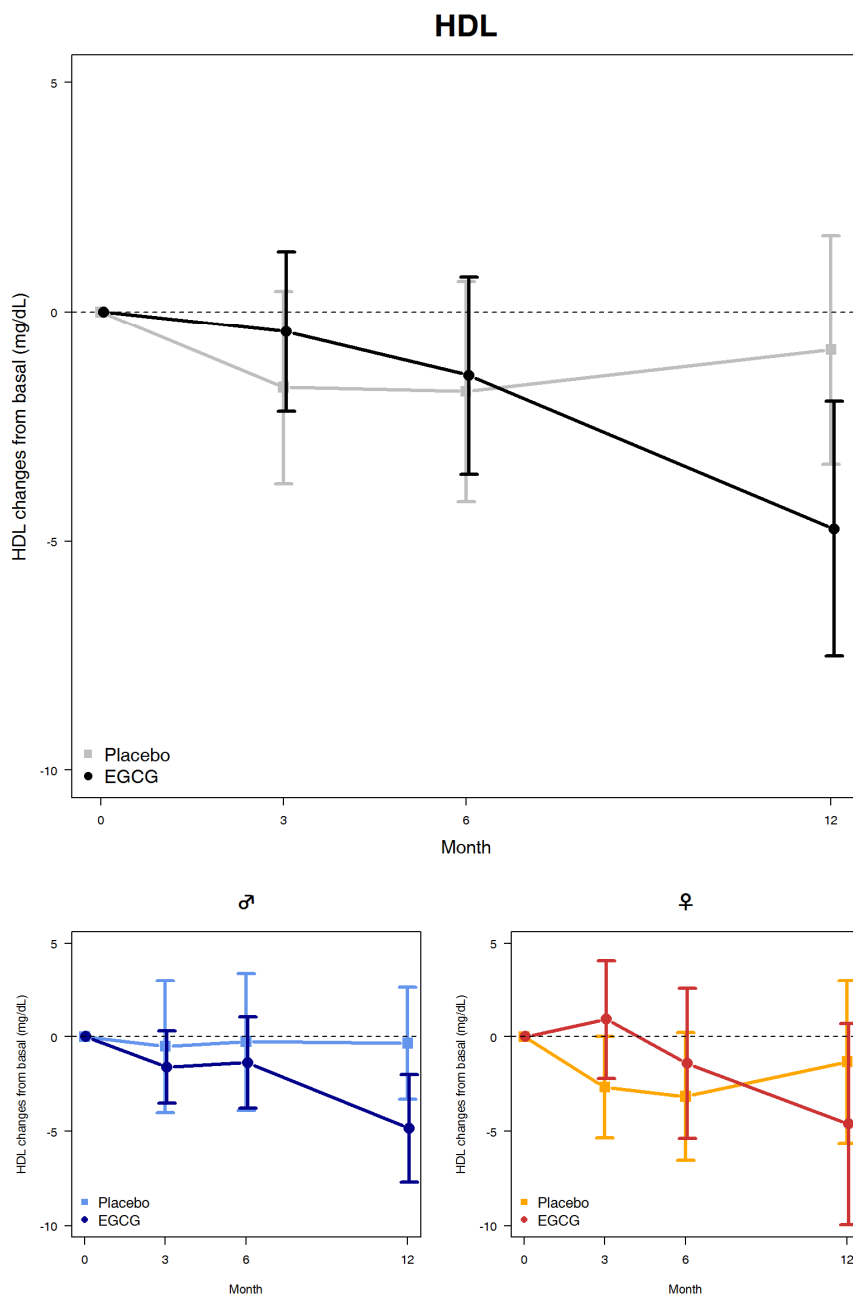 HDL
5
0
-5
-10
HDL changes from basal (mg/dL)
Placebo
EGCG
0 3 6 12
Month
♂
5
0
-5
-10
HDL changes from basal (mg/dL)
Placebo
EGCG
0 3 6 12
Month
♀
5
0
-5
-10
HDL changes from basal (mg/dL)
Placebo
EGCG
0 3 6 12
Month